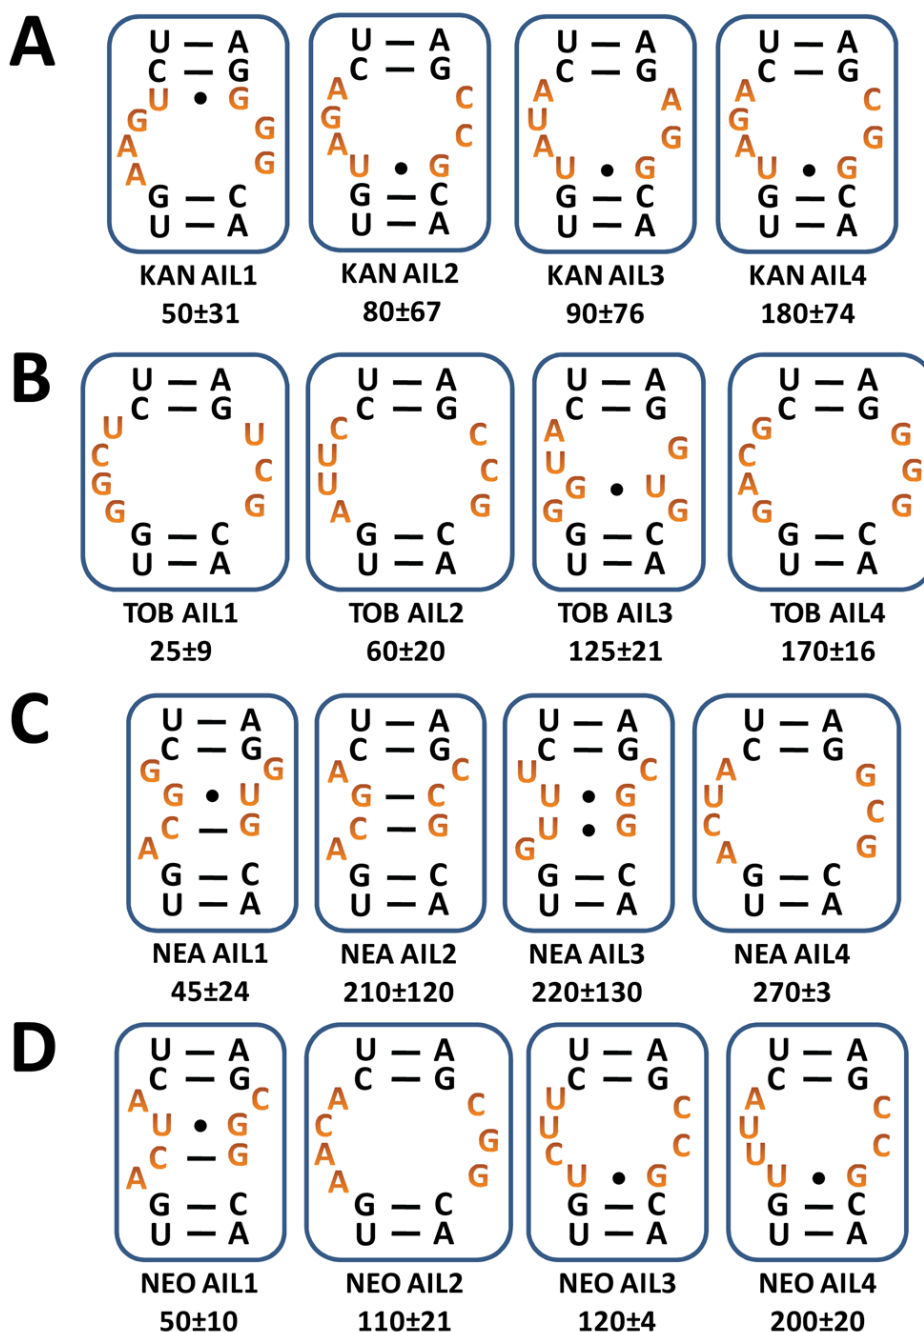 A
U — A
C — G
U • G
G G
A G
A
G — C
U — A
KAN AIL1
50±31
U — A
C — G
A C
G C
A
U • G
G — C
U — A
KAN AIL2
80±67
U — A
C — G
A A
U G
A
U • G
G — C
U — A
KAN AIL3
90±76
U — A
C — G
A C
G G
A
U • G
G — C
U — A
KAN AIL4
180±74
B
U — A
C — G
U U
C C
G G
G
G — C
U — A
TOB AIL1
25±9
U — A
C — G
C C
U C
U G
A
G — C
U — A
TOB AIL2
60±20
U — A
C — G
A G
U
G • U
G G
G — C
U — A
TOB AIL3
125±21
U — A
C — G
G G
C G
A G
G
G — C
U — A
TOB AIL4
170±16
C
U — A
C — G
G G
G • U
C — G
A
G — C
U — A
NEA AIL1
45±24
U — A
C — G
A C
G — C
C — G
A
G — C
U — A
NEA AIL2
210±120
U — A
C — G
U C
U • G
U • G
G
G — C
U — A
NEA AIL3
220±130
U — A
C — G
A G
U C
C G
A
G — C
U — A
NEA AIL4
270±3
D
U — A
C — G
A C
U • G
C — G
A
G — C
U — A
NEO AIL1
50±10
U — A
C — G
A C
C G
A G
A
G — C
U — A
NEO AIL2
110±21
U — A
C — G
U C
U C
C
U • G
G — C
U — A
NEO AIL3
120±4
U — A
C — G
A C
U C
U
U • G
G — C
U — A
NEO AIL4
200±20